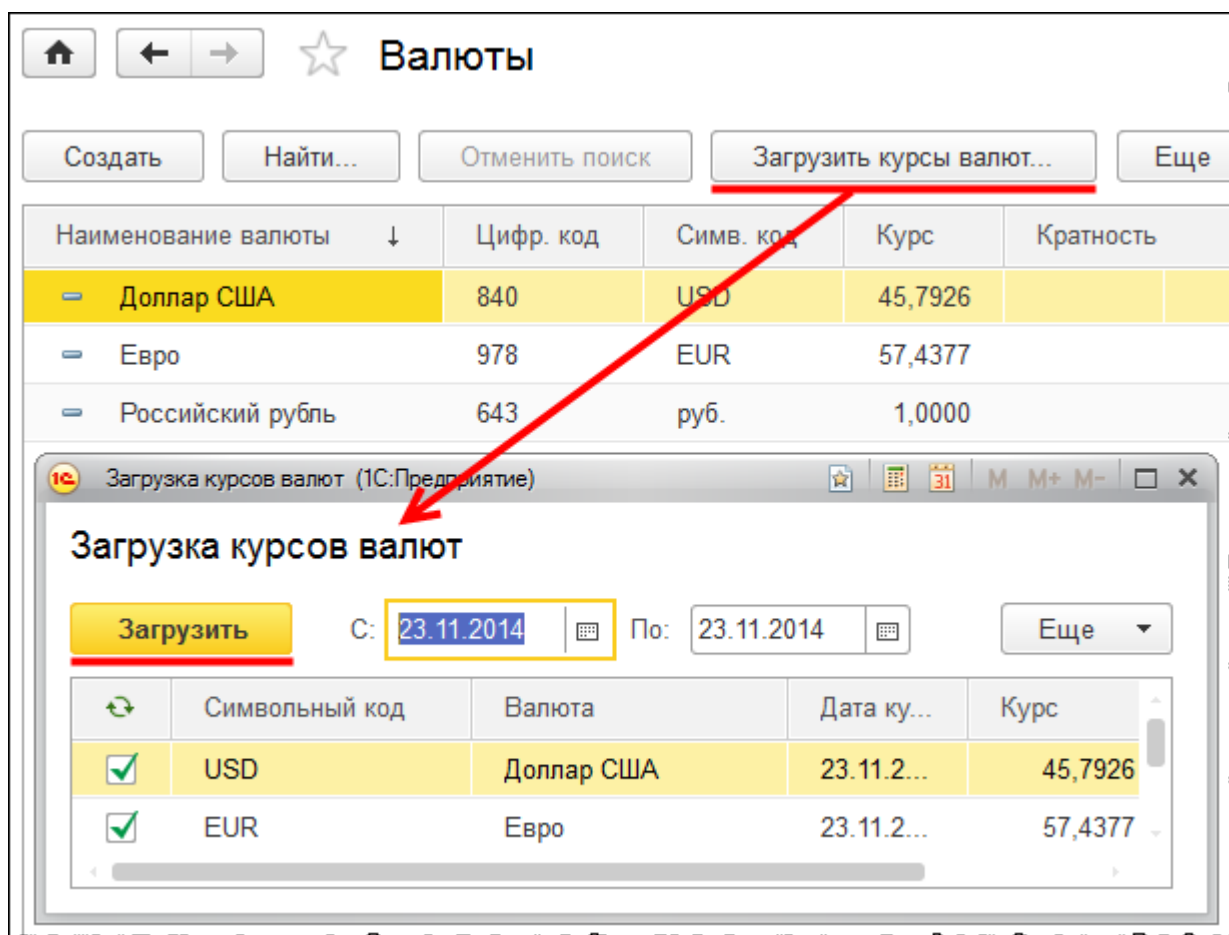 Валюты
Создать Найти... Отменить поиск Загрузить курсы валют... Еще
Наименование валюты ↓ Цифр. код Симв. код Курс Кратность
Доллар США 840 USD 45,7926
Евро 978 EUR 57,4377
Российский рубль 643 руб. 1,0000
1С Загрузка курсов валют (1С:Предприятие) 31 M M+ M-
Загрузка курсов валют
Загрузить С: 23.11.2014 По: 23.11.2014 Еще
Символьный код Валюта Дата ку... Курс
USD Доллар США 23.11.2... 45,7926
EUR Евро 23.11.2... 57,4377